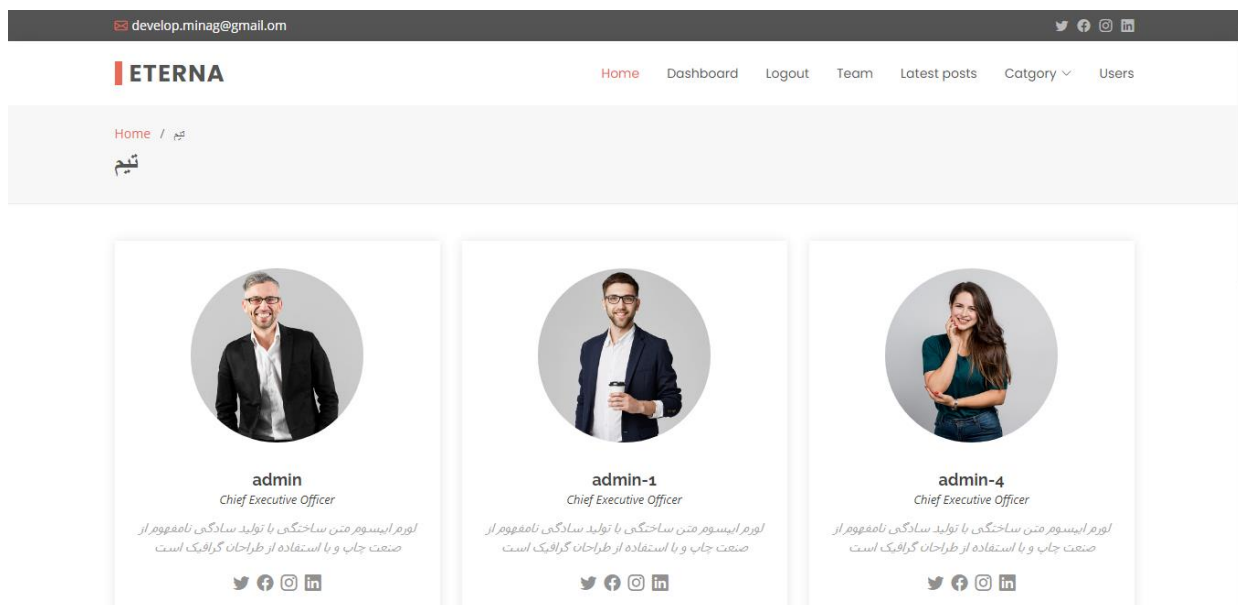 develop.minag@gmail.om
ETERNA
Home Dashboard Logout Team Latest posts Catgory Users
Home / تیم
تیم
admin
Chief Executive Officer
لورم ایپسوم متن ساختگی با تولید سادگی نامفهوم از
صنعت چاپ و با استفاده از طراحان گرافیک است
admin-1
Chief Executive Officer
لورم ایپسوم متن ساختگی با تولید سادگی نامفهوم از
صنعت چاپ و با استفاده از طراحان گرافیک است
admin-4
Chief Executive Officer
لورم ایپسوم متن ساختگی با تولید سادگی نامفهوم از
صنعت چاپ و با استفاده از طراحان گرافیک است